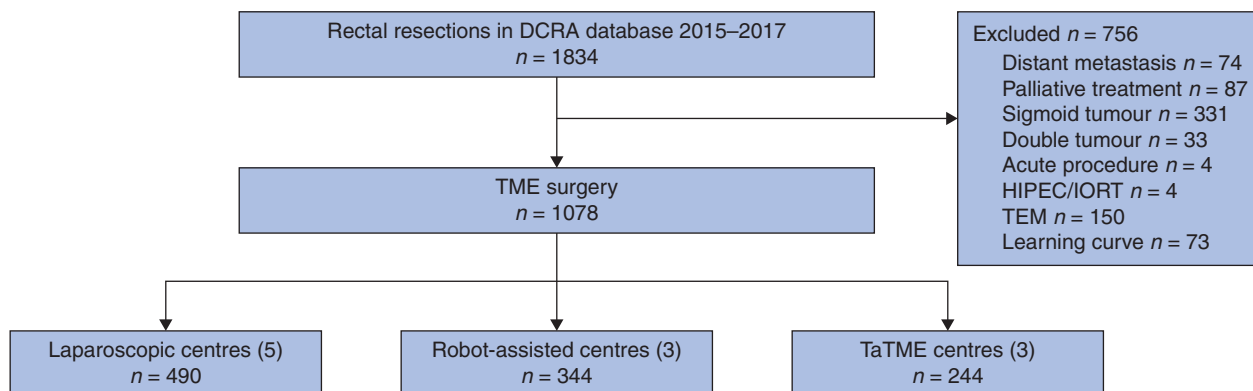 Rectal resections in DCRA database 2015–2017
n = 1834
Excluded n = 756
Distant metastasis n = 74
Palliative treatment n = 87
Sigmoid tumour n = 331
Double tumour n = 33
Acute procedure n = 4
HIPEC/IORT n = 4
TEM n = 150
Learning curve n = 73
TME surgery
n = 1078
Laparoscopic centres (5)
n = 490
Robot-assisted centres (3)
n = 344
TaTME centres (3)
n = 244